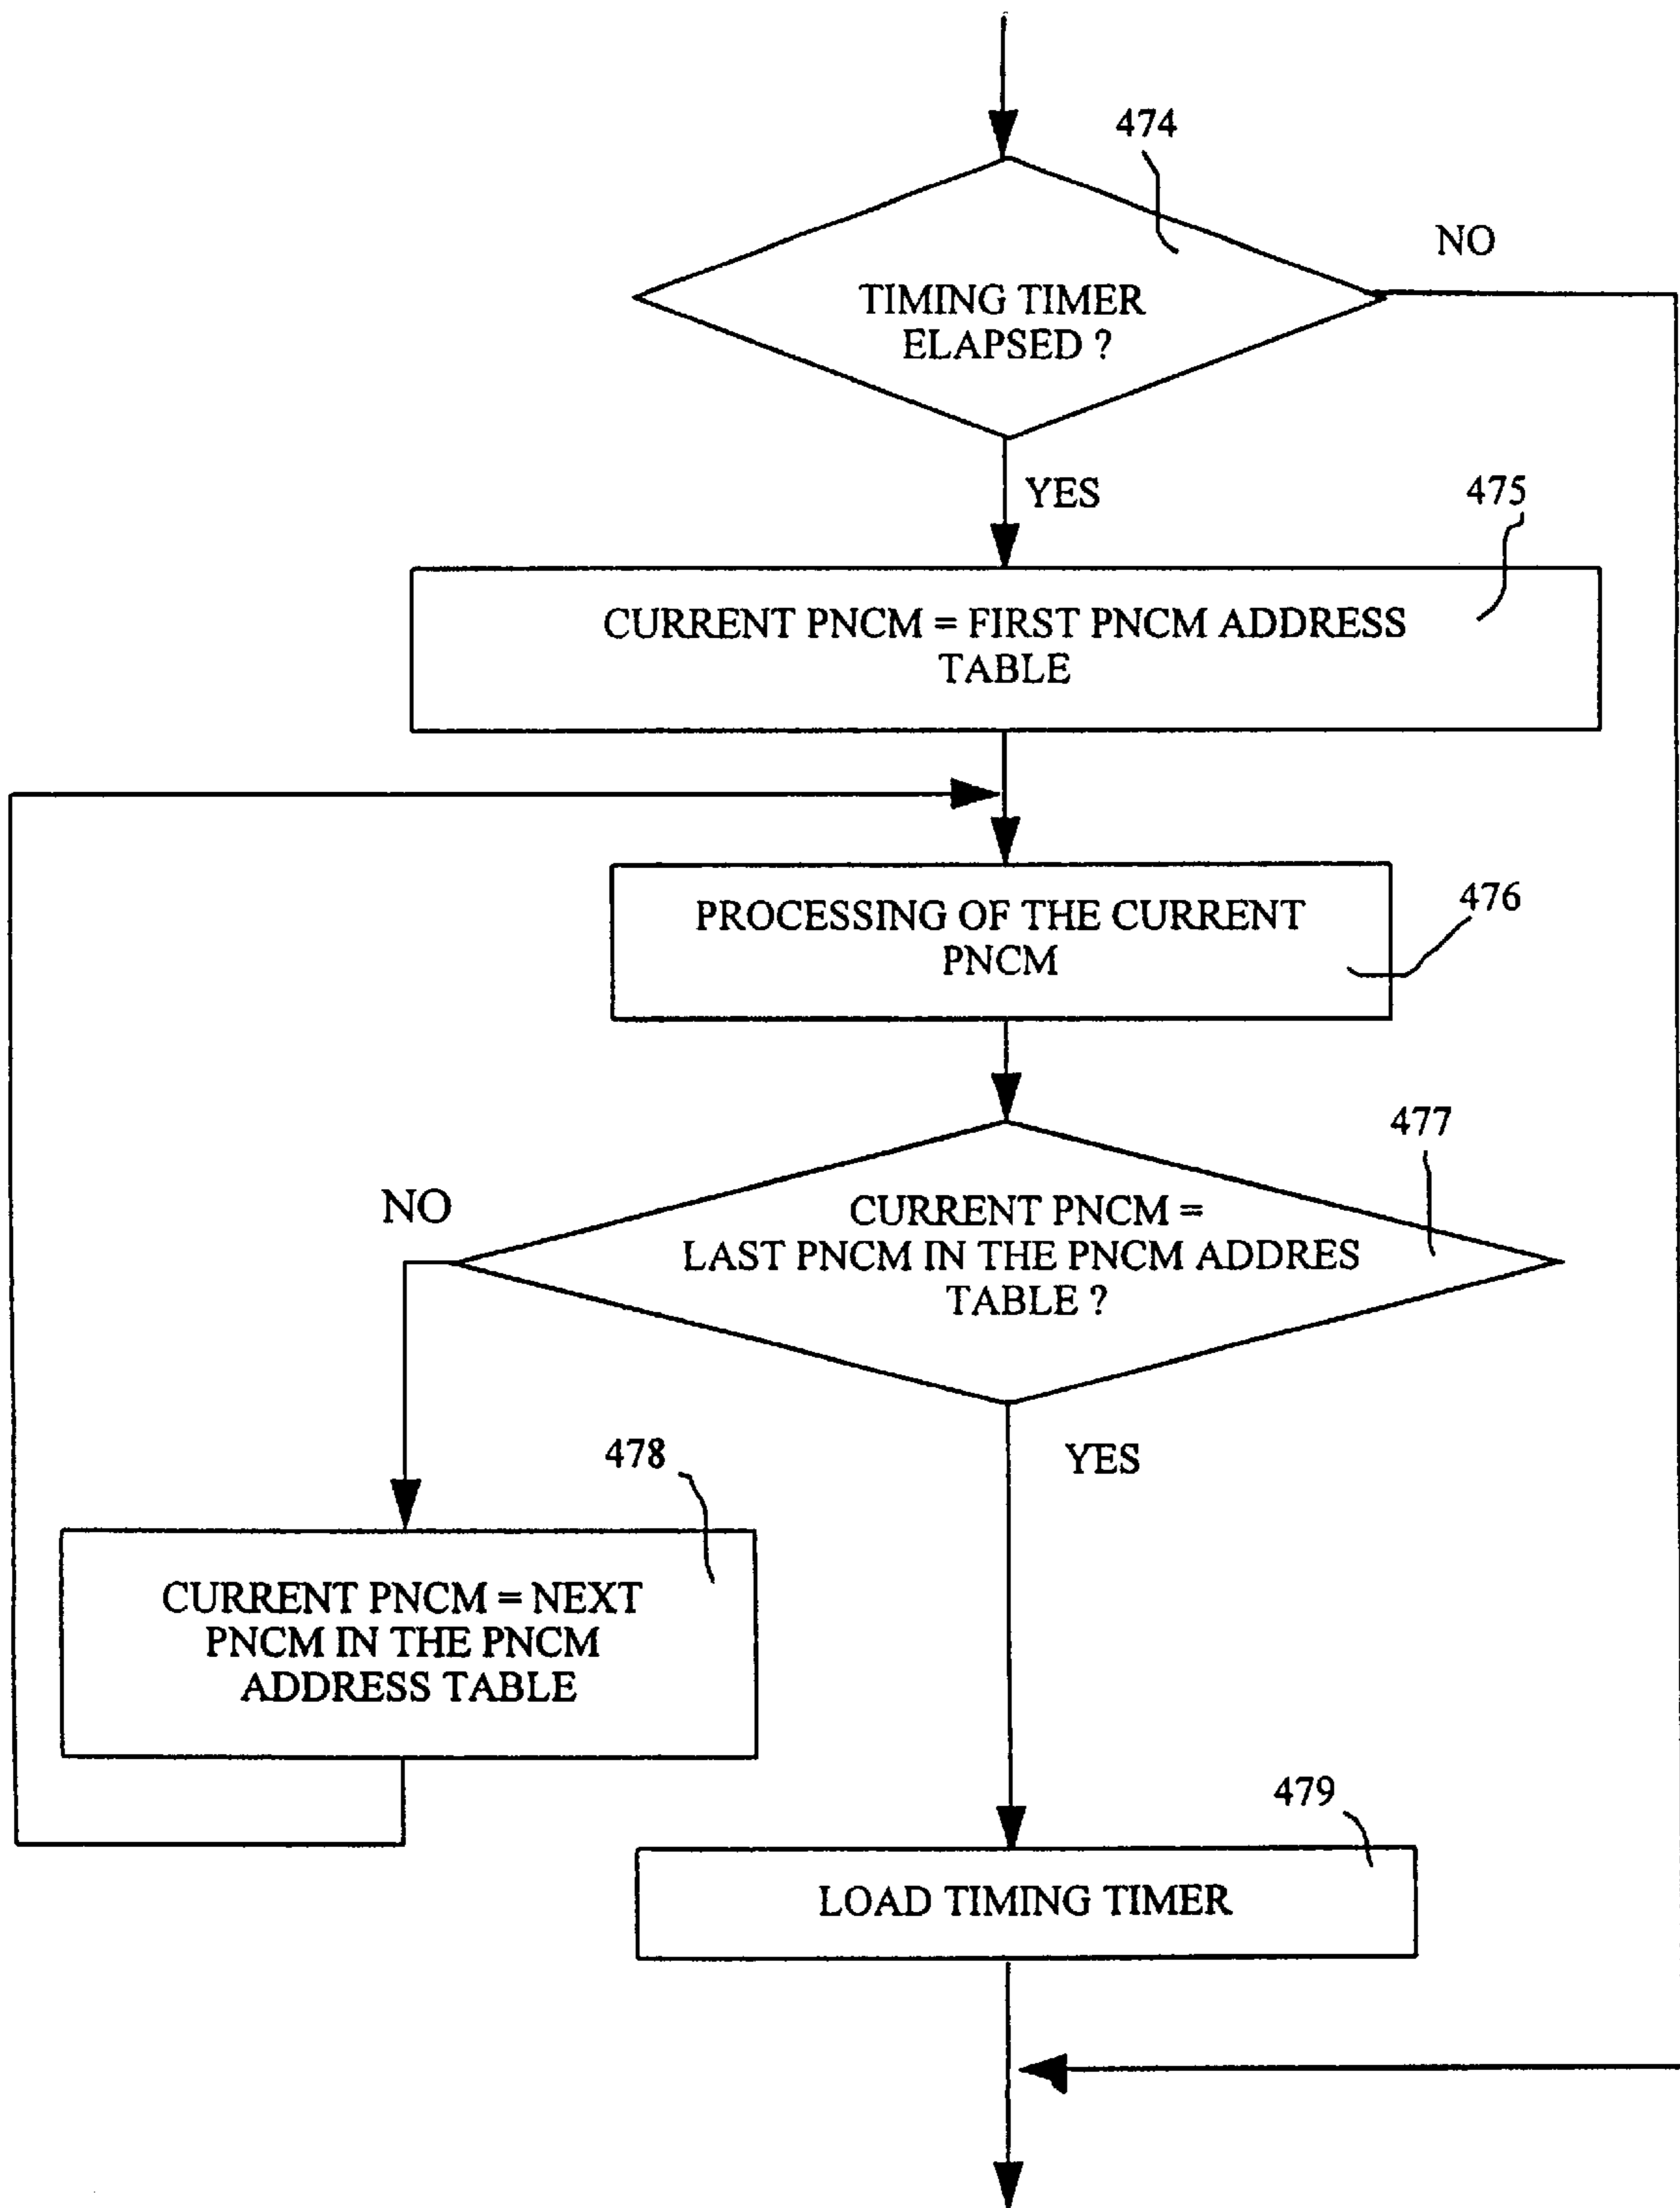 474
NO
TIMING TIMER
ELAPSED ?
YES
475
CURRENT PNCM = FIRST PNCM ADDRESS
TABLE
PROCESSING OF THE CURRENT
PNCM
476
477
NO
CURRENT PNCM =
LAST PNCM IN THE PNCM ADDRES
TABLE ?
478
YES
CURRENT PNCM = NEXT
PNCM IN THE PNCM
ADDRESS TABLE
479
LOAD TIMING TIMER